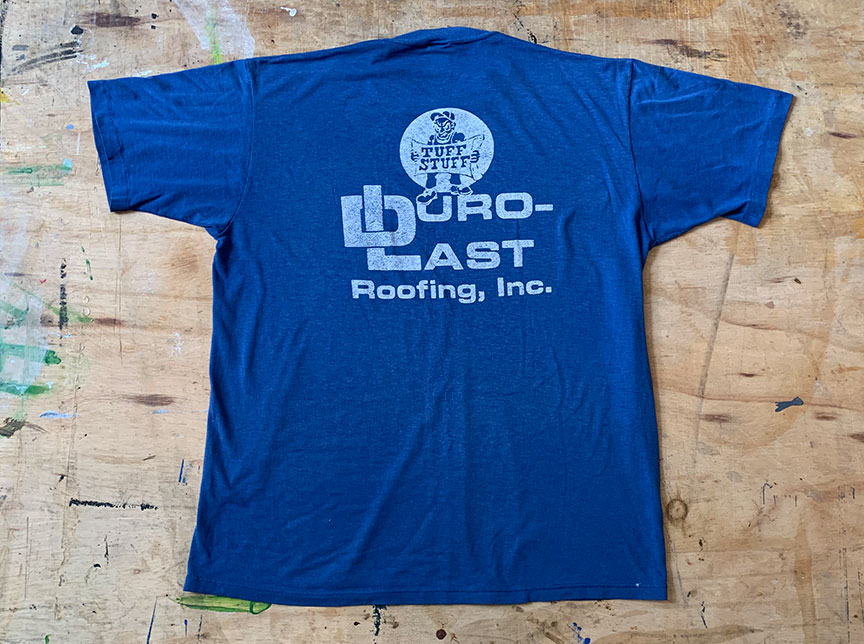 TUFF
STUFF
DURO-
LAST
Roofing, Inc.